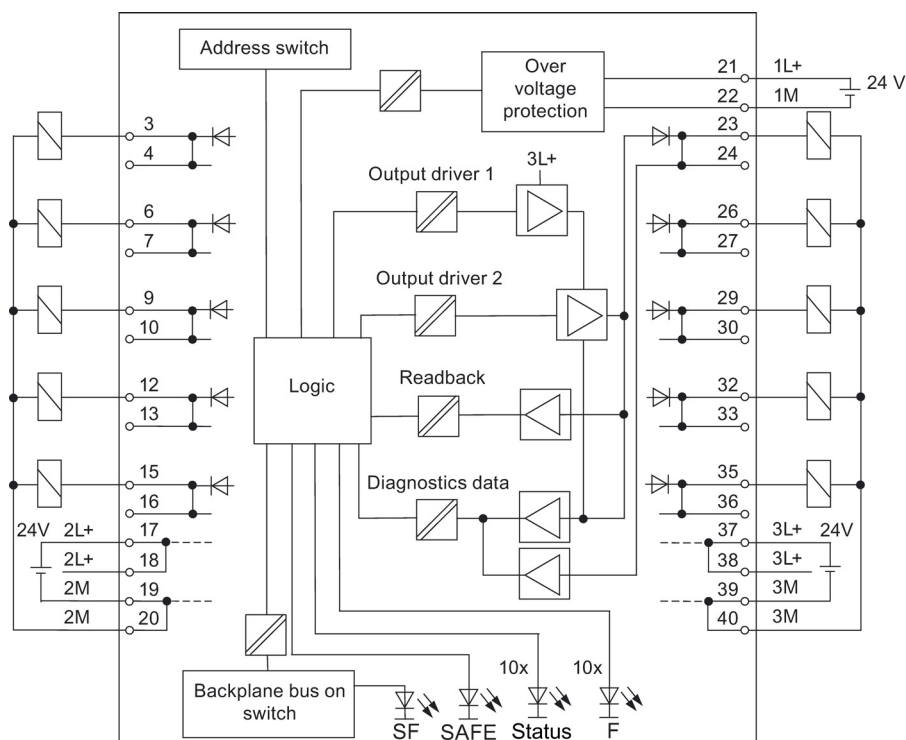 Address switch
Over
voltage
protection
21 1L+
24 V
22 1M
3
23
4
24
3L+
Output driver 1
6
26
7
27
Output driver 2
9
29
10
30
Logic
Readback
12
32
13
33
15
35
Diagnostics data
16
36
24V 2L+ 17
37 3L+ 24V
2L+ 18
38 3L+
2M 19
39 3M
2M 20
40 3M
10x 10x
Backplane bus on
switch
SF SAFE Status F